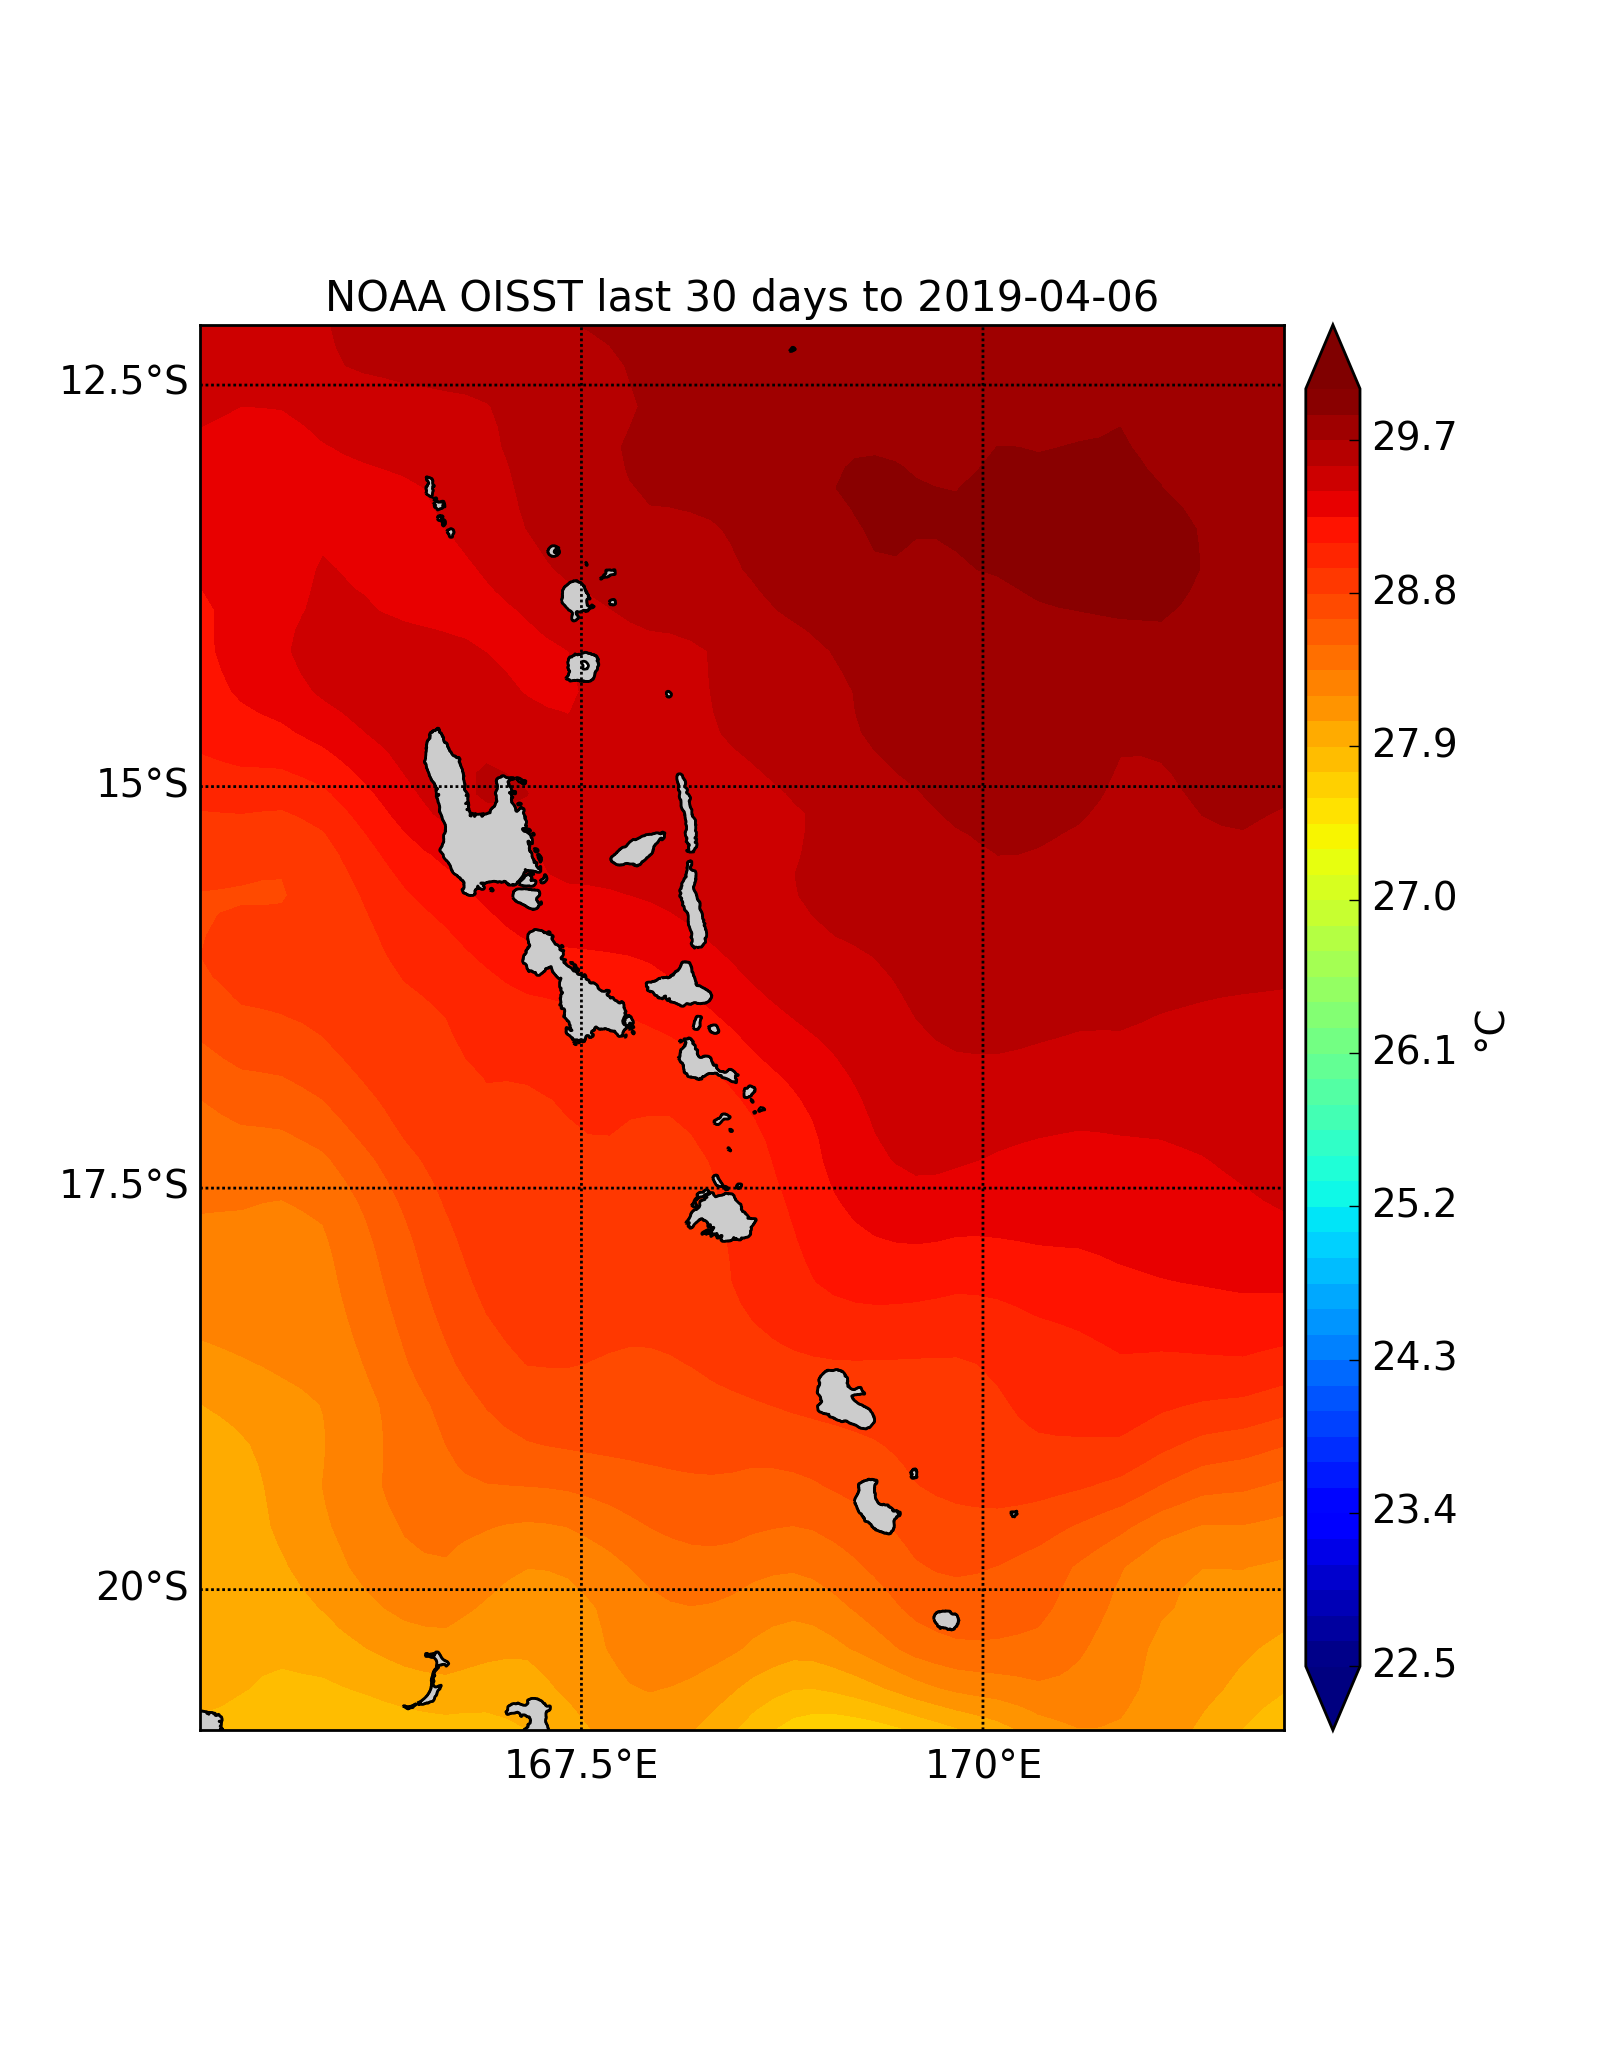 NOAA OISST last 30 days to 2019-04-06
12.5°S
15°S
17.5°S
20°S
167.5°E
170°E
29.7
28.8
27.9
27.0
26.1
25.2
24.3
23.4
22.5
°C